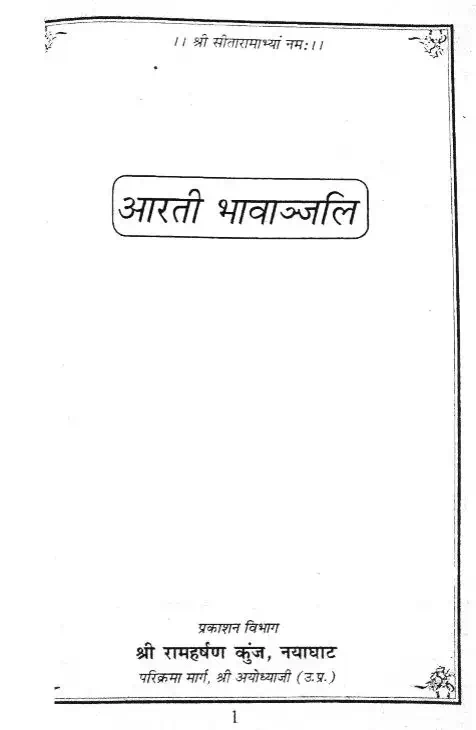 ।। श्री सीतारामाभ्यां नमः।।
आरती भावाञ्जलि
प्रकाशन विभाग
श्री रामहर्षण कुंज, नयाघाट
परिक्रमा मार्ग, श्री अयोध्याजी (उ.प्र.)
1